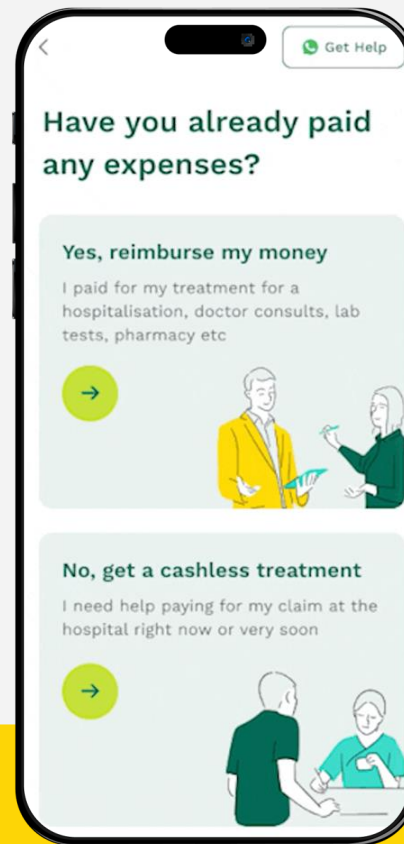 Get Help
Have you already paid
any expenses?
Yes, reimburse my money
I paid for my treatment for a
hospitalisation, doctor consults, lab
tests, pharmacy etc
No, get a cashless treatment
I need help paying for my claim at the
hospital right now or very soon